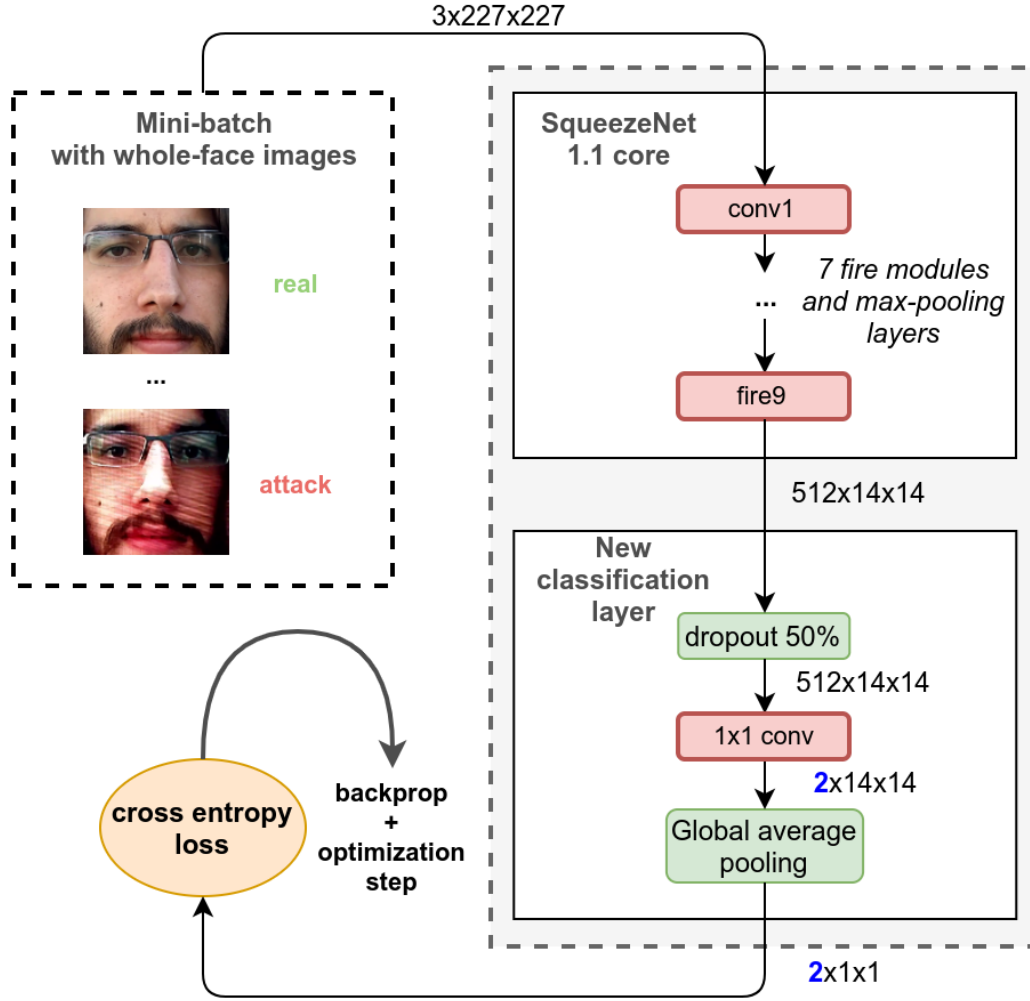 3x227x227
Mini-batch
with whole-face images
real
...
attack
SqueezeNet
1.1 core
conv1
...
7 fire modules
and max-pooling
layers
fire9
512x14x14
New
classification
layer
dropout 50%
512x14x14
1x1 conv
2x14x14
Global average
pooling
2x1x1
cross entropy
loss
backprop
+
optimization
step